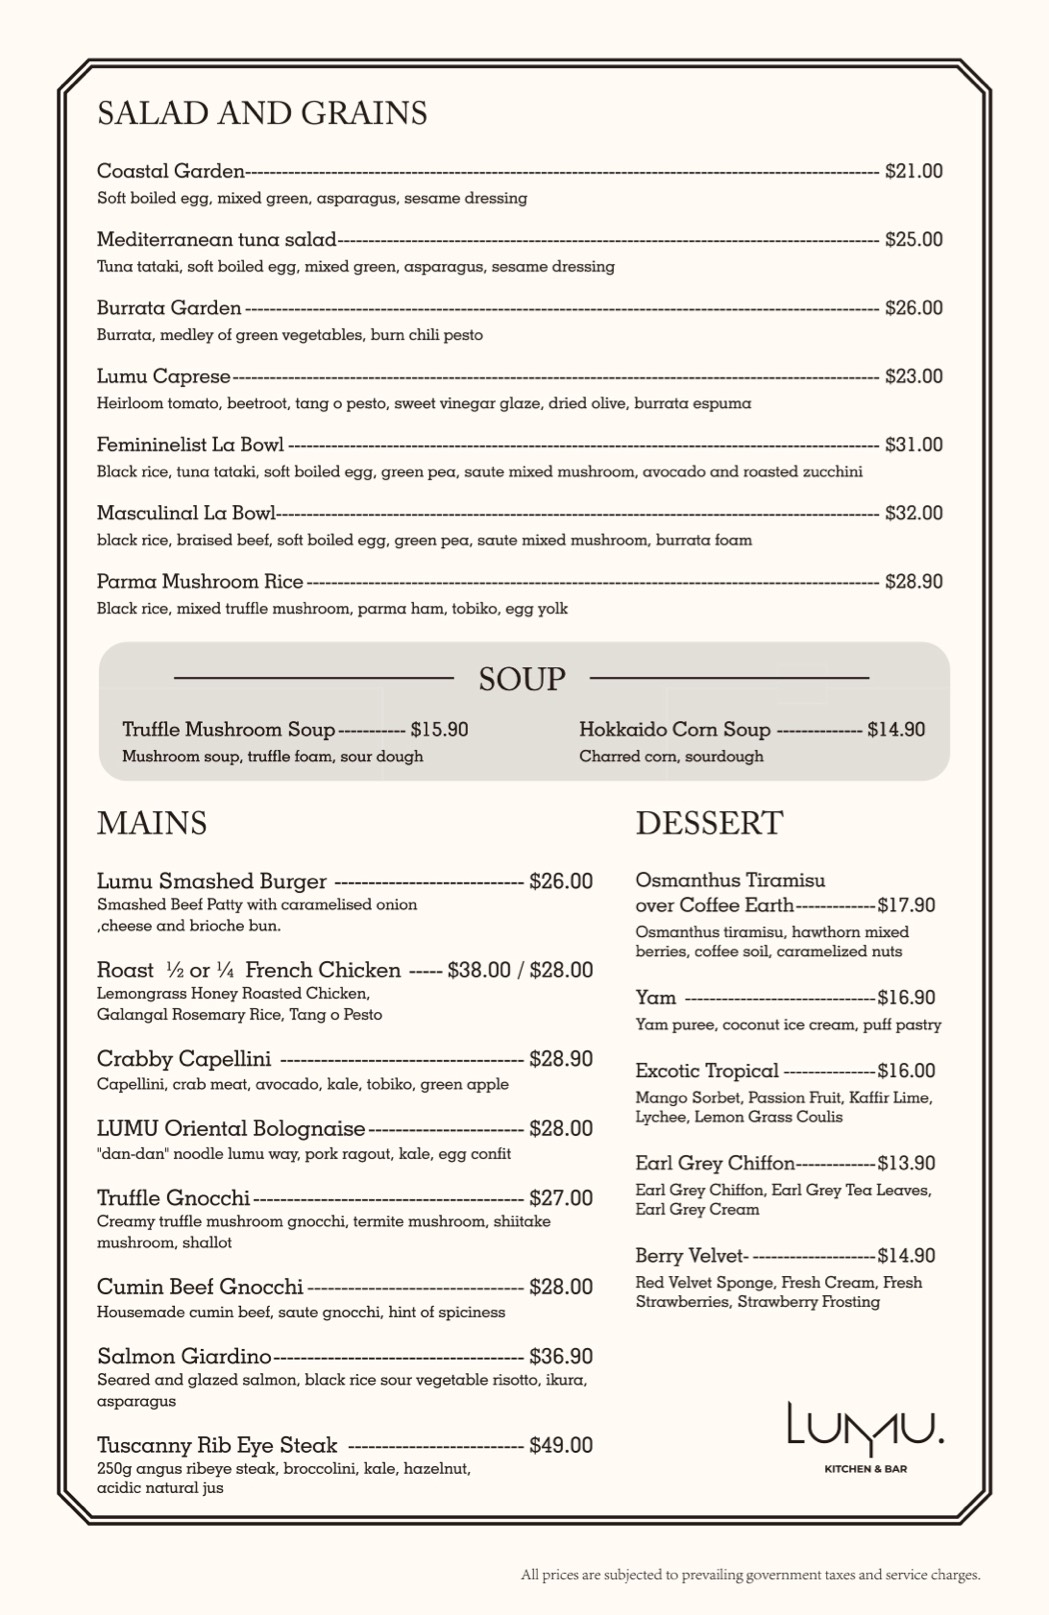 SALAD AND GRAINS
Coastal Garden---------- $21.00
Soft boiled egg, mixed green, asparagus, sesame dressing
Mediterranean tuna salad---------- $25.00
Tuna tataki, soft boiled egg, mixed green, asparagus, sesame dressing
Burrata Garden ---------- $26.00
Burrata, medley of green vegetables, burn chili pesto
Lumu Caprese---------- $23.00
Heirloom tomato, beetroot, tang o pesto, sweet vinegar glaze, dried olive, burrata espuma
Femininelist La Bowl ---------- $31.00
Black rice, tuna tataki, soft boiled egg, green pea, saute mixed mushroom, avocado and roasted zucchini
Masculinal La Bowl---------- $32.00
black rice, braised beef, soft boiled egg, green pea, saute mixed mushroom, burrata foam
Parma Mushroom Rice ---------- $28.90
Black rice, mixed truffle mushroom, parma ham, tobiko, egg yolk
SOUP
Truffle Mushroom Soup ----------- $15.90
Mushroom soup, truffle foam, sour dough
Hokkaido Corn Soup -------------- $14.90
Charred corn, sourdough
MAINS
Lumu Smashed Burger ---------- $26.00
Smashed Beef Patty with caramelised onion
,cheese and brioche bun.
Roast ½ or ¼ French Chicken ----- $38.00 / $28.00
Lemongrass Honey Roasted Chicken,
Galangal Rosemary Rice, Tang o Pesto
Crabby Capellini ---------- $28.90
Capellini, crab meat, avocado, kale, tobiko, green apple
LUMU Oriental Bolognaise---------- $28.00
"dan-dan" noodle lumu way, pork ragout, kale, egg confit
Truffle Gnocchi---------- $27.00
Creamy truffle mushroom gnocchi, termite mushroom, shiitake
mushroom, shallot
Cumin Beef Gnocchi ---------- $28.00
Housemade cumin beef, saute gnocchi, hint of spiciness
Salmon Giardino---------- $36.90
Seared and glazed salmon, black rice sour vegetable risotto, ikura,
asparagus
Tuscanny Rib Eye Steak ---------- $49.00
250g angus ribeye steak, broccolini, kale, hazelnut,
acidic natural jus
DESSERT
Osmanthus Tiramisu
over Coffee Earth-------------$17.90
Osmanthus tiramisu, hawthorn mixed
berries, coffee soil, caramelized nuts
Yam ----------$16.90
Yam puree, coconut ice cream, puff pastry
Excotic Tropical ---------------$16.00
Mango Sorbet, Passion Fruit, Kaffir Lime,
Lychee, Lemon Grass Coulis
Earl Grey Chiffon-------------$13.90
Earl Grey Chiffon, Earl Grey Tea Leaves,
Earl Grey Cream
Berry Velvet- --------------------$14.90
Red Velvet Sponge, Fresh Cream, Fresh
Strawberries, Strawberry Frosting
LUMU.
KITCHEN & BAR
All prices are subjected to prevailing government taxes and service charges.